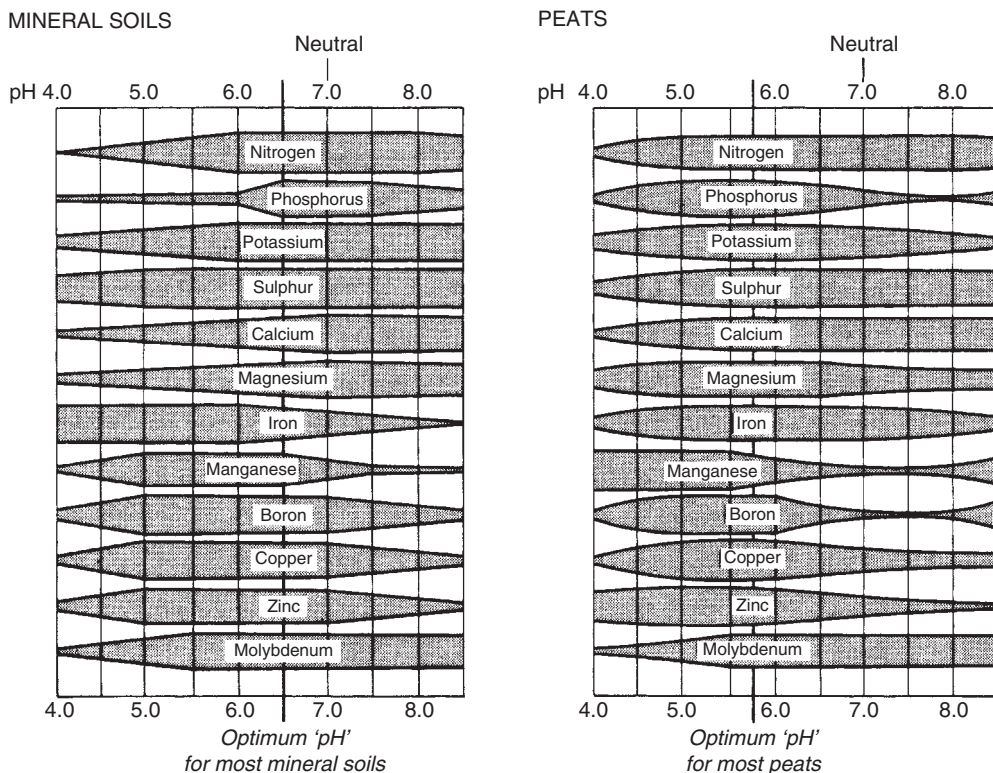 MINERAL SOILS
Neutral
pH 4.0 5.0 6.0 7.0 8.0
Nitrogen
Phosphorus
Potassium
Sulphur
Calcium
Magnesium
Iron
Manganese
Boron
Copper
Zinc
Molybdenum
4.0 5.0 6.0 7.0 8.0
Optimum 'pH'
for most mineral soils
PEATS
Neutral
pH 4.0 5.0 6.0 7.0 8.0
Nitrogen
Phosphorus
Potassium
Sulphur
Calcium
Magnesium
Iron
Manganese
Boron
Copper
Zinc
Molybdenum
4.0 5.0 6.0 7.0 8.0
Optimum 'pH'
for most peats